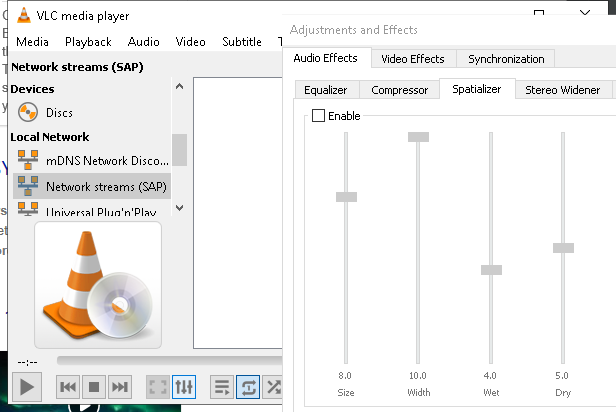 VLC media player
Media Playback Audio Video Subtitle
Network streams (SAP)
Devices
Discs
Local Network
mDNS Network Disco...
Network streams (SAP)
Universal Plug'n'Play
--:--
Adjustments and Effects
Audio Effects Video Effects Synchronization
Equalizer Compressor Spatializer Stereo Widener
Enable
8.0 10.0 4.0 5.0
Size Width Wet Dry